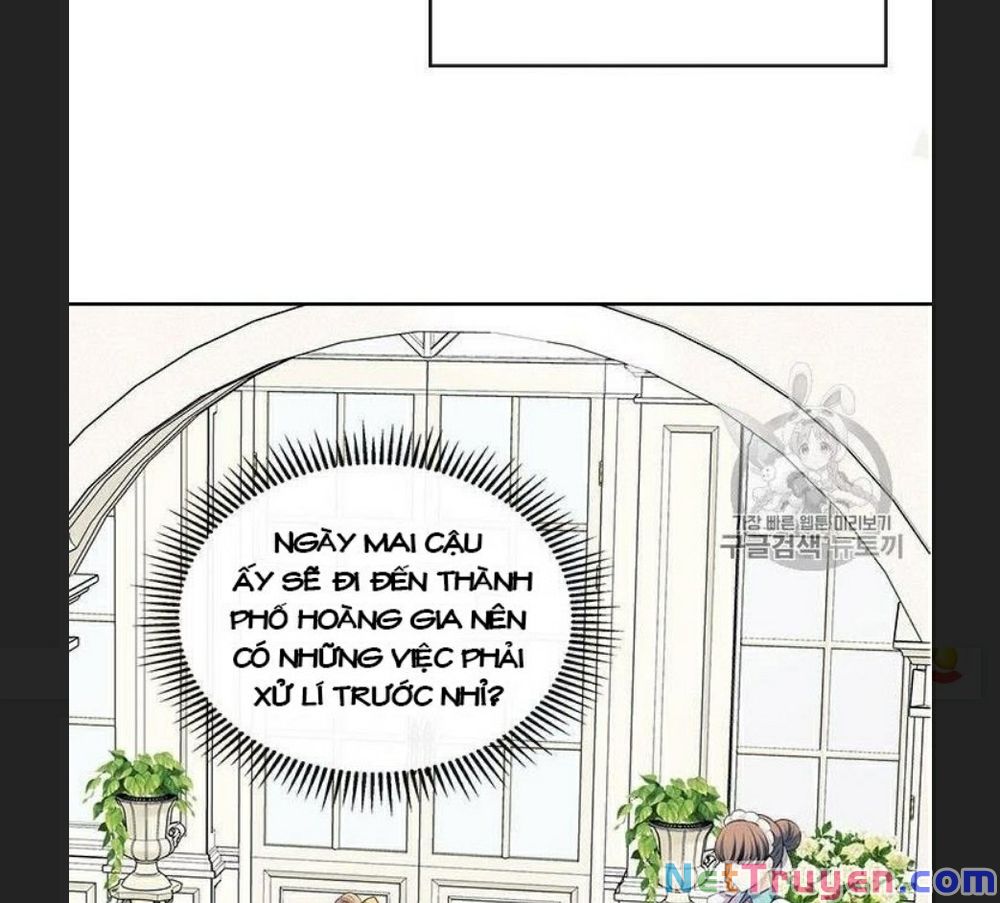 가장 빠른 웹툰 미리보기
구글검색 뉴토끼
NGÀY MAI CẬU
ẤY SẼ ĐI ĐẾN THÀNH
PHỐ HOÀNG GIA NÊN
CÓ NHỮNG VIỆC PHẢI
XỬ LÍ TRƯỚC NHỈ?
NetTruyen.com